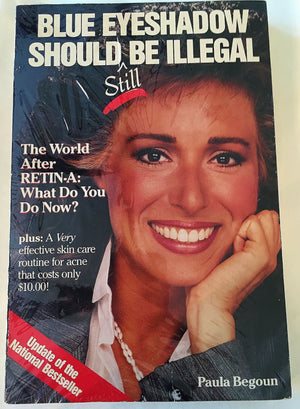 BLUE EYESHADOW
SHOULD BE ILLEGAL
Still
The World
After
RETIN-A:
What Do You
Do Now?
plus: A Very
effective skin care
routine for acne
that costs only
$10.00!
Update of the
National Bestseller
Paula Begoun